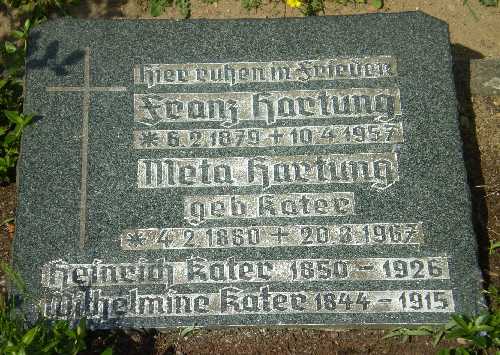 Hier ruhen in Frieden
Franz Hartung
* 6 2 1879 + 10 4 1957
Meta Hartung
geb Kater
* 4 2 1880 + 20 8 1967
Heinrich Kater 1850 - 1926
Wilhelmine Kater 1844 - 1915